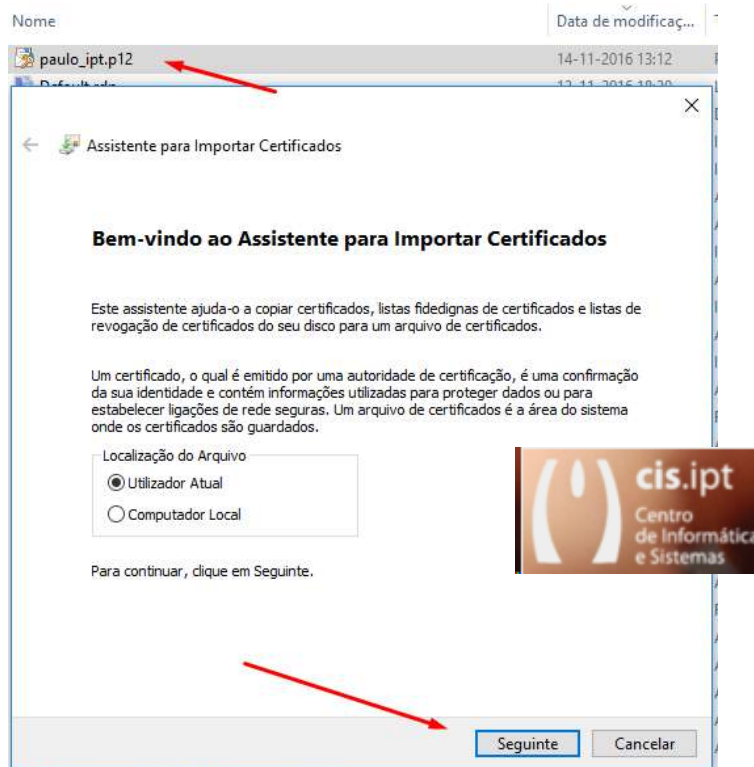 Nome Data de modificaç...
paulo_ipt.p12 14-11-2016 13:12
Assistente para Importar Certificados
Bem-vindo ao Assistente para Importar Certificados
Este assistente ajuda-o a copiar certificados, listas fidedignas de certificados e listas de
revogação de certificados do seu disco para um arquivo de certificados.
Um certificado, o qual é emitido por uma autoridade de certificação, é uma confirmação
da sua identidade e contém informações utilizadas para proteger dados ou para
estabelecer ligações de rede seguras. Um arquivo de certificados é a área do sistema
onde os certificados são guardados.
Localização do Arquivo
Utilizador Atual
Computador Local
cis.ipt
Centro
de Informática
e Sistemas
Para continuar, clique em Seguinte.
Seguinte Cancelar